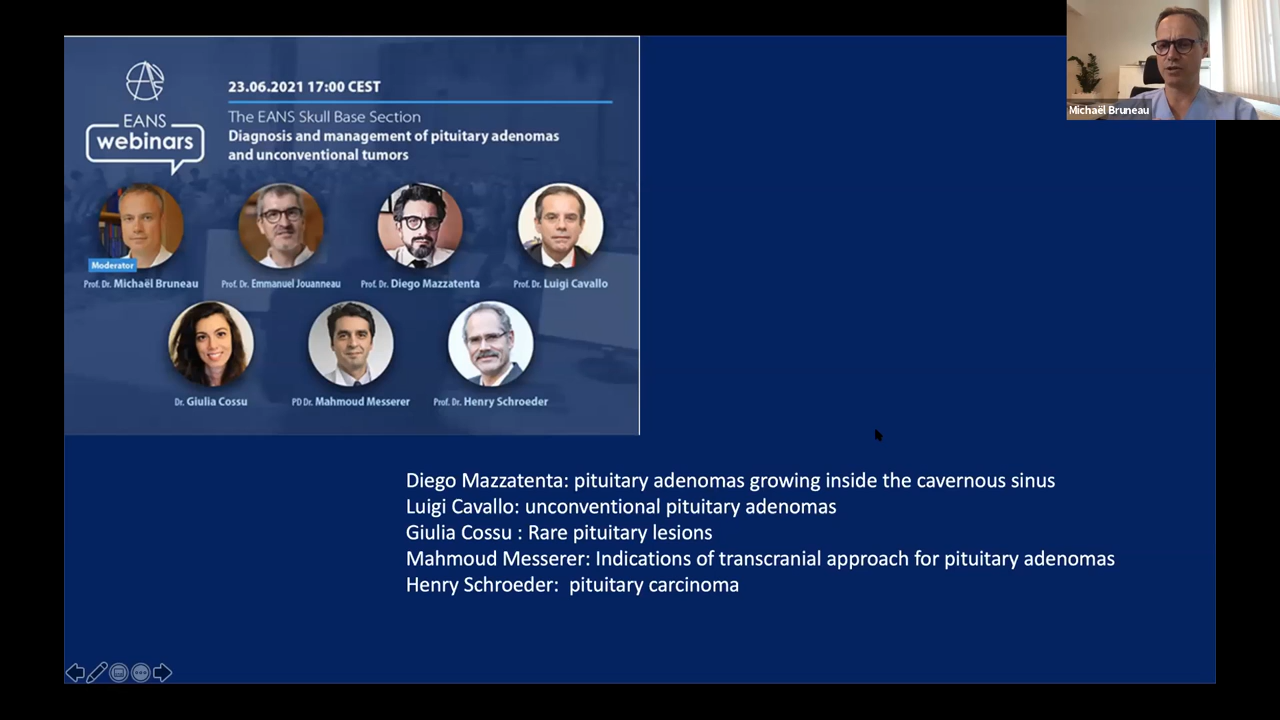 Michaël Bruneau
23.06.2021 17:00 CEST
The EANS Skull Base Section
Diagnosis and management of pituitary adenomas
and unconventional tumors
EANS
webinars
Moderator
Prof. Dr. Michaël Bruneau
Prof. Dr. Emmanuel Jouanneau
Prof. Dr. Diego Mazzatenta
Prof. Dr. Luigi Cavallo
Dr. Giulia Cossu
PD Dr. Mahmoud Messerer
Prof. Dr. Henry Schroeder
Diego Mazzatenta: pituitary adenomas growing inside the cavernous sinus
Luigi Cavallo: unconventional pituitary adenomas
Giulia Cossu : Rare pituitary lesions
Mahmoud Messerer: Indications of transcranial approach for pituitary adenomas
Henry Schroeder:  pituitary carcinoma